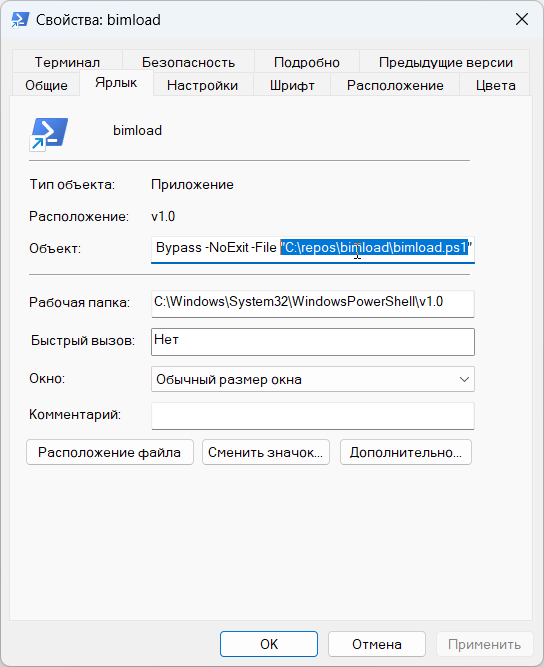 Свойства: bimload
Терминал Безопасность Подробно Предыдущие версии
Общие Ярлык Настройки Шрифт Расположение Цвета
bimload
Тип объекта: Приложение
Расположение: v1.0
Объект: Bypass -NoExit -File "C:\repos\bimload\bimload.ps1"
Рабочая папка: C:\Windows\System32\WindowsPowerShell\v1.0
Быстрый вызов: Нет
Окно: Обычный размер окна
Комментарий:
Расположение файла Сменить значок... Дополнительно...
ОК Отмена Применить